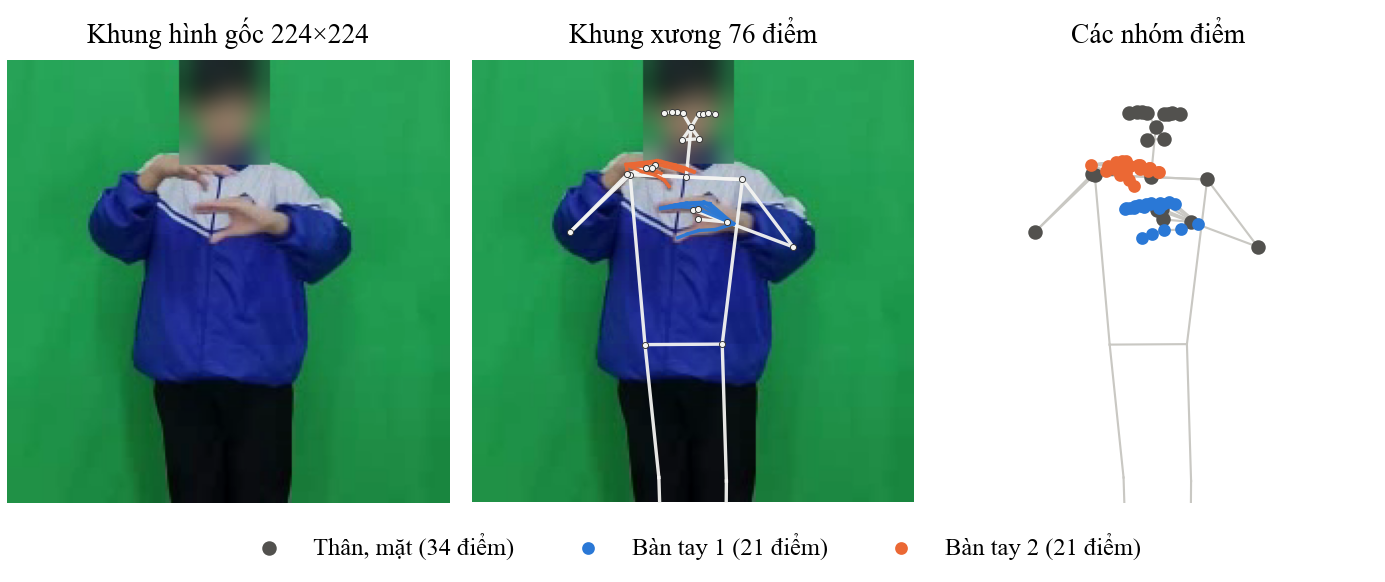 Khung hình gốc 224×224
Khung xương 76 điểm
Các nhóm điểm
Thân, mặt (34 điểm)
Bàn tay 1 (21 điểm)
Bàn tay 2 (21 điểm)